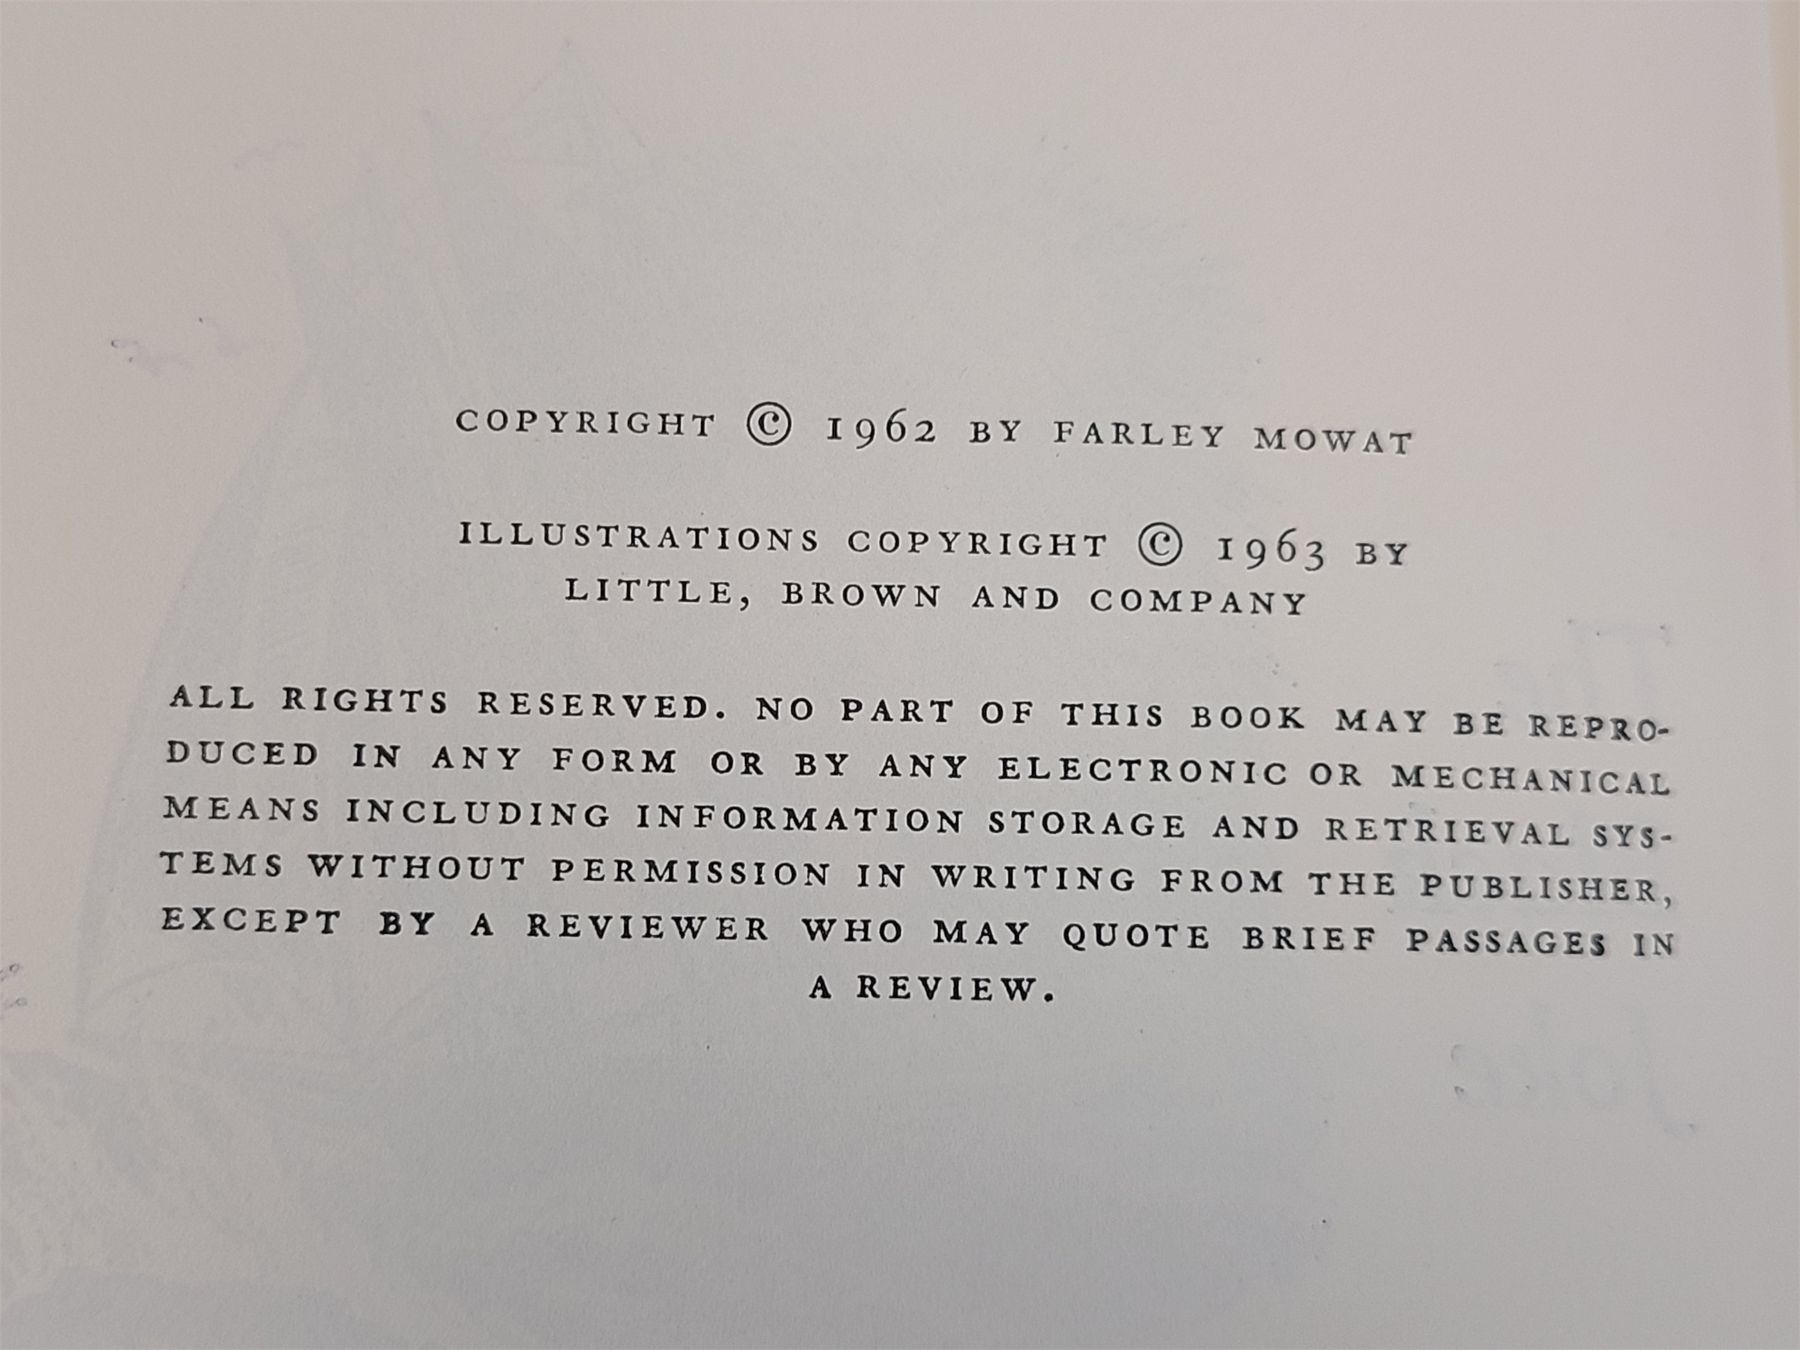 COPYRIGHT © 1962 BY FARLEY MOWAT
ILLUSTRATIONS COPYRIGHT © 1963 BY
LITTLE, BROWN AND COMPANY
ALL RIGHTS RESERVED. NO PART OF THIS BOOK MAY BE REPRO-
DUCED IN ANY FORM OR BY ANY ELECTRONIC OR MECHANICAL
MEANS INCLUDING INFORMATION STORAGE AND RETRIEVAL SYS-
TEMS WITHOUT PERMISSION IN WRITING FROM THE PUBLISHER,
EXCEPT BY A REVIEWER WHO MAY QUOTE BRIEF PASSAGES IN
A REVIEW.